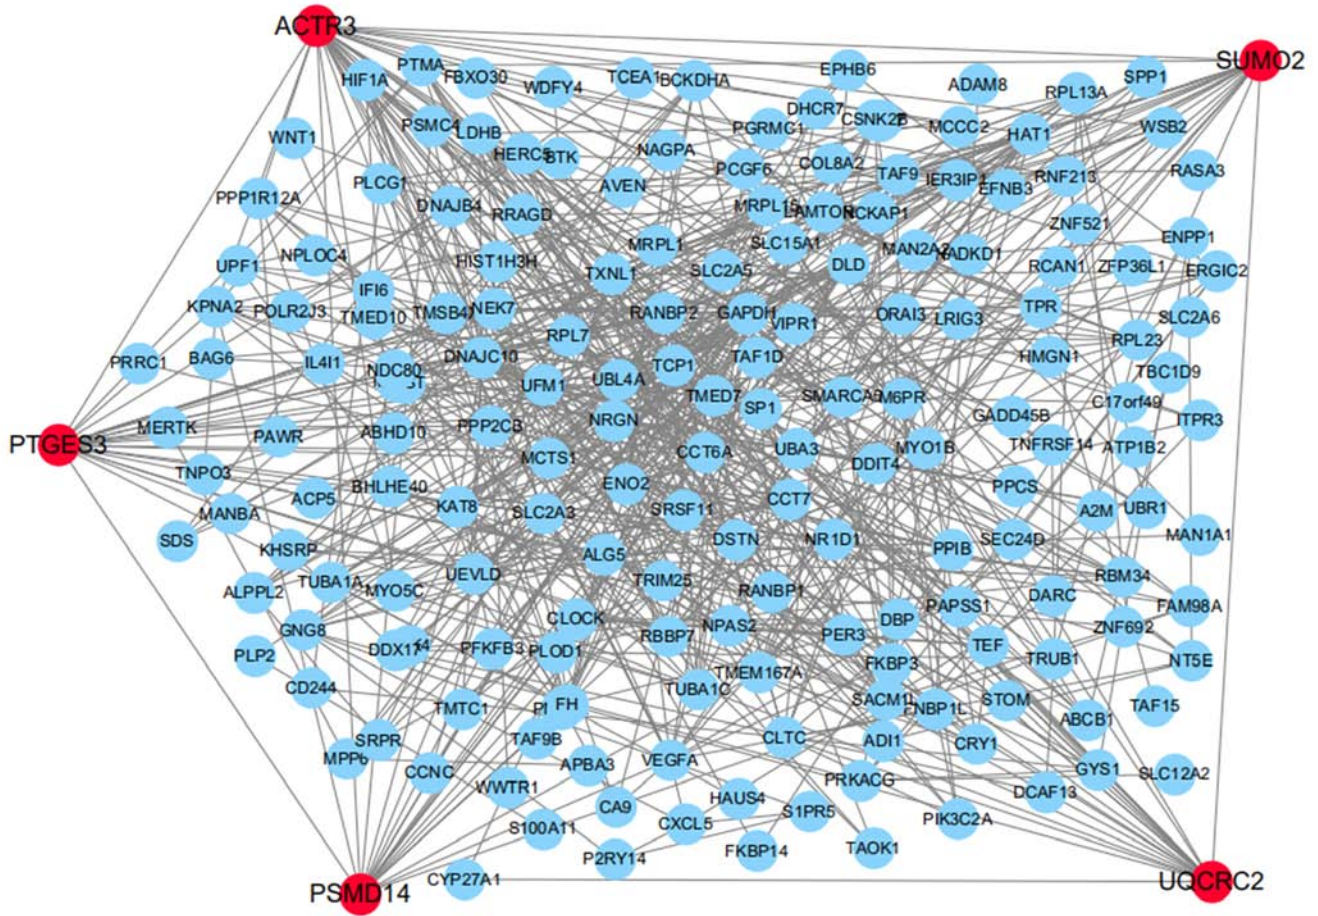 ACTR3
SUMO2
PTMA
HIF1A
FBXO30
WDFY4
TCEA1
BCKDHA
EPHB6
ADAM8
SPP1
RPL13A
DHCR7
CSNK2B
MCCC2
HAT1
WSB2
PSMC4
LDHB
WNT1
HERC5
BTK
NAGPA
PGRMC1
PCGF6
COL8A2
TAF9
IER3IP1
EFNB3
RNF213
RASA3
PLCG1
PPP1R12A
DNAJB4
RRAGD
AVEN
MRPL15
LAMTOR
NCKAP1
ZNF521
ENPP1
MRPL1
SLC15A1
MAN2A2
NADKD1
NPLOC4
UPF1
HIST1H3H
TXNL1
SLC2A5
DLD
RCAN1
ZFP36L1
ERGIC2
IFI6
KPNA2
POLR2J3
TMED10
TMSB4
NEK7
RANBP2
GAPDH
VIPR1
ORAI3
LRIG3
TPR
SLC2A6
RPL7
RPL23
PRRC1
BAG6
IL4I1
NDC80
DNAJC10
TCP1
TAF1D
HMGN1
TBC1D9
UFM1
UBL4A
TMED7
SP1
SMARCA5
M6PR
C17orf49
MERTK
PAWR
ABHD10
PPP2CB
NRGN
GADD45B
ITPR3
PTGES3
MCTS1
CCT6A
UBA3
MYO1B
TNFRSF14
ATP1B2
TNPO3
DDIT4
ACP5
BHLHE40
ENO2
CCT7
PPCS
MANBA
KAT8
SLC2A3
SRSF11
A2M
UBR1
SDS
KHSRP
ALG5
DSTN
NR1D1
PPIB
SEC24D
MAN1A1
ALPPL2
TUBA1A
MYO5C
UEVLD
TRIM25
RANBP1
RBM34
PAPSS1
DARC
FAM98A
GNG8
CLOCK
NPAS2
RBBP7
PER3
DBP
ZNF692
PLP2
DDX17
PFKFB3
PLOD1
TMEM167A
FKBP3
TEF
TRUB1
NT5E
CD244
TUBA1C
SACM1L
FNBP1L
STOM
TMTC1
FH
ABCB1
TAF15
SRPR
TAF9B
CLTC
ADI1
CRY1
MPP6
CCNC
APBA3
VEGFA
GYS1
SLC12A2
WWTR1
PRKACG
DCAF13
CA9
HAUS4
S1PR5
PIK3C2A
S100A11
CXCL5
P2RY14
FKBP14
TAOK1
CYP27A1
PSMD14
UQCRC2